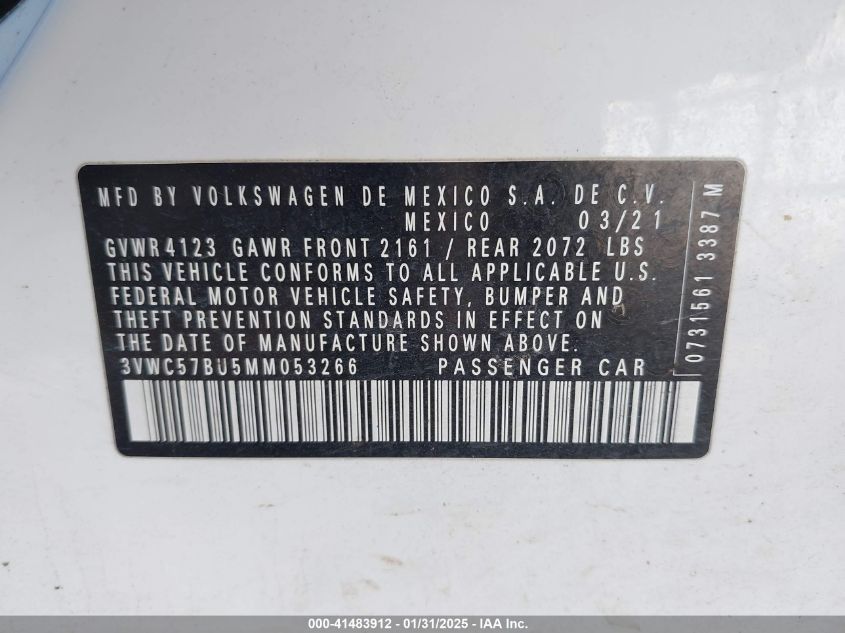 MFD BY VOLKSWAGEN DE MEXICO S.A. DE C.V.
MEXICO 03/21
GVWR 4123 GAWR FRONT 2161 / REAR 2072 LBS
THIS VEHICLE CONFORMS TO ALL APPLICABLE U.S.
FEDERAL MOTOR VEHICLE SAFETY, BUMPER AND
THEFT PREVENTION STANDARDS IN EFFECT ON
THE DATE OF MANUFACTURE SHOWN ABOVE.
3VWC57BU5MM053266 PASSENGER CAR
0731561 3387 M
000-41483912 - 01/31/2025 - IAA Inc.